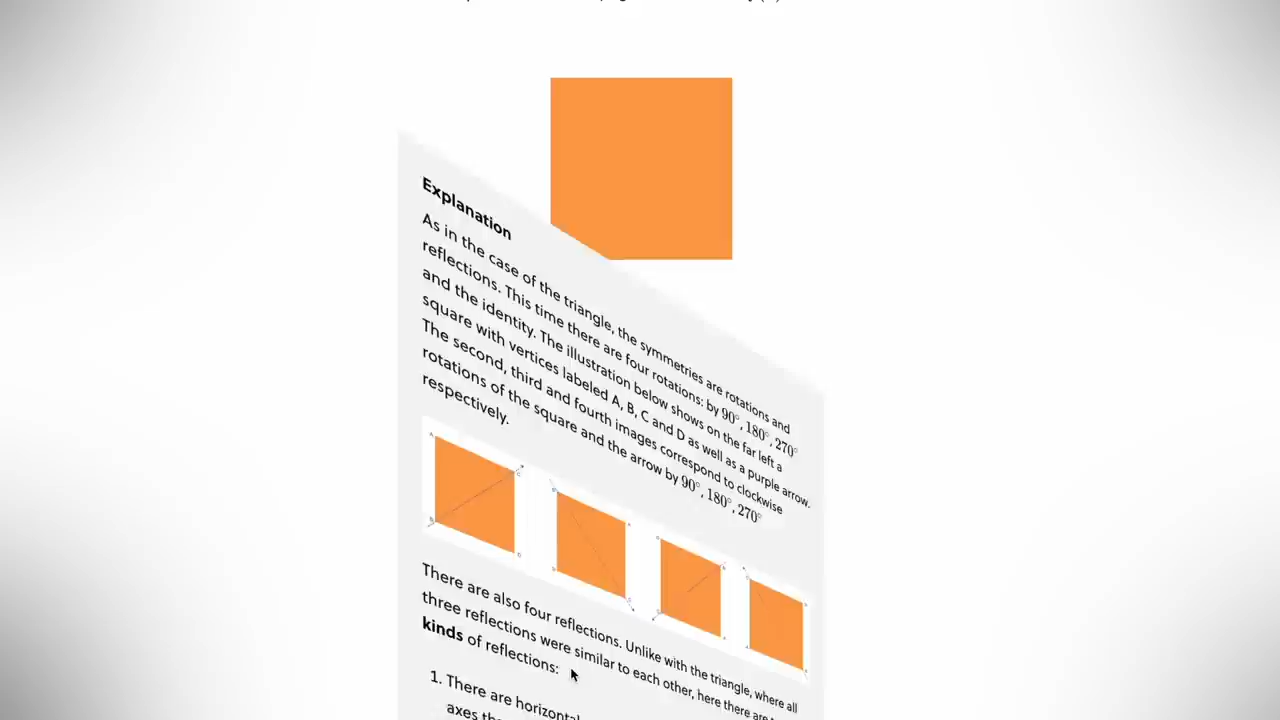 Explanation
As in the case of the triangle, the symmetries are rotations and
reflections. This time there are four rotations: by 90°, 180°, 270°
and the identity. The illustration below shows on the far left a
square with vertices labeled A, B, C and D as well as a purple arrow.
The second, third and fourth images correspond to clockwise
rotations of the square and the arrow by 90°, 180°, 270°
respectively.
There are also four reflections. Unlike with the triangle, where all
three reflections were similar to each other, here there are
kinds of reflections:
1. There are horizontal
axes